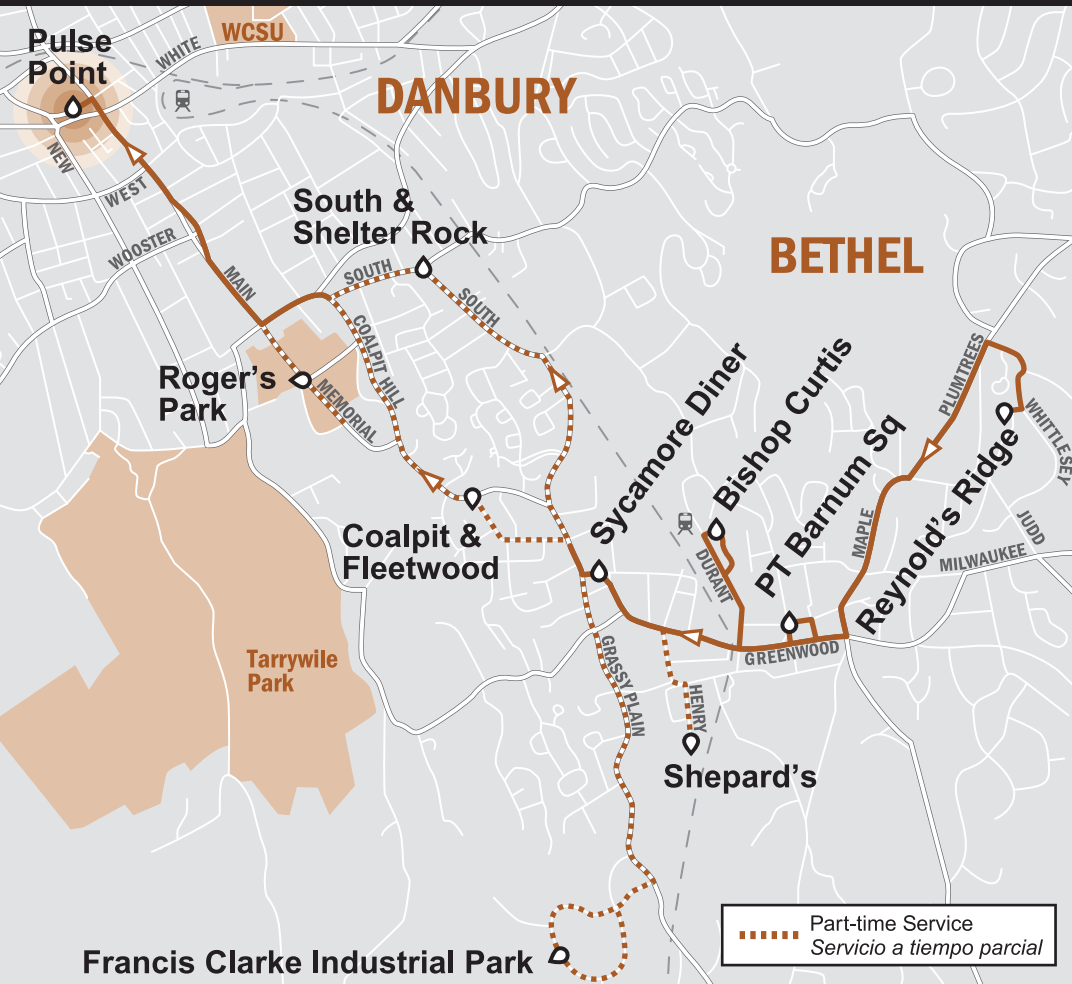 Pulse
Point
WCSU
WHITE
DANBURY
NEW
WEST
WOOSTER
MAIN
South &
Shelter Rock
SOUTH
SOUTH
BETHEL
COALPIT HILL
Roger's
Park
MEMORIAL
PLUMTREES
WHITTLESEY
Sycamore Diner
Bishop Curtis
PT Barnum Sq
Reynold's Ridge
Coalpit &
Fleetwood
DURANT
MAPLE
JUDD
MILWAUKEE
GREENWOOD
Tarrywile
Park
GRASSY PLAIN
HENRY
Shepard's
Francis Clarke Industrial Park
Part-time Service
Servicio a tiempo parcial